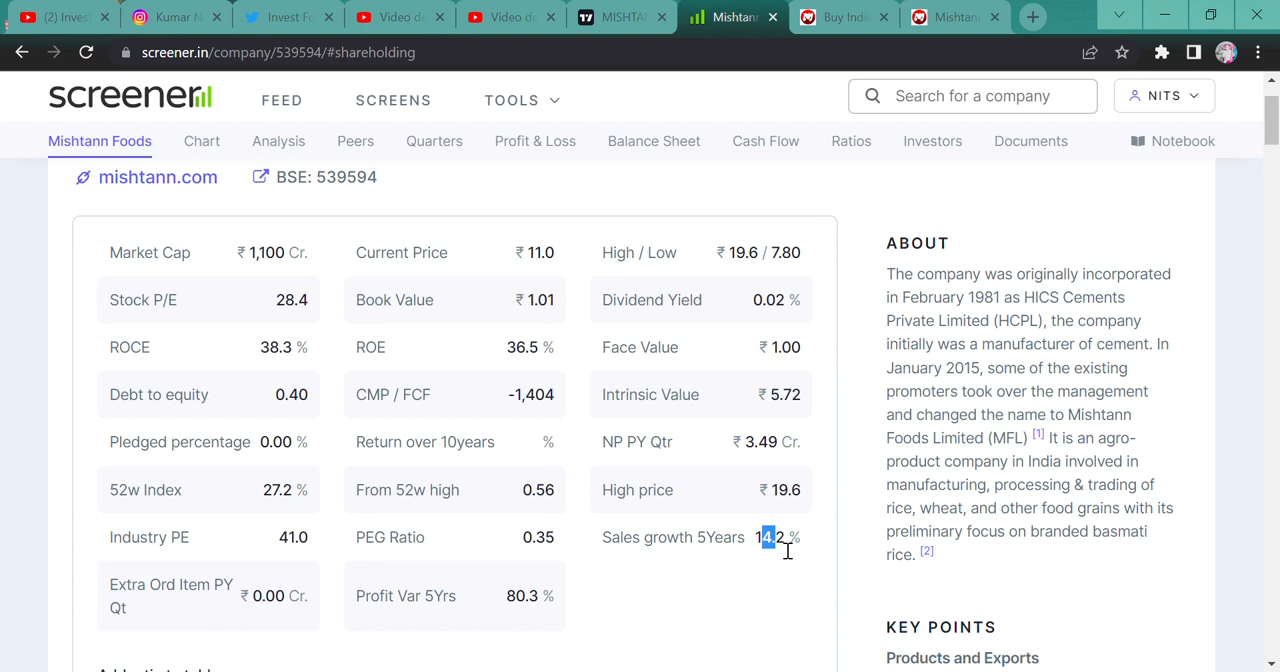 (2) Invest
Kumar N
Invest Fo
Video de
Video de
MISHTA
Mishtann
Buy Indi
Mishtan
screener.in/company/539594/#shareholding
screener
FEED
SCREENS
TOOLS
Search for a company
NITS
Mishtann Foods
Chart
Analysis
Peers
Quarters
Profit & Loss
Balance Sheet
Cash Flow
Ratios
Investors
Documents
Notebook
mishtann.com
BSE: 539594
Market Cap ₹ 1,100 Cr.
Current Price ₹ 11.0
High / Low ₹ 19.6 / 7.80
Stock P/E 28.4
Book Value ₹ 1.01
Dividend Yield 0.02 %
ROCE 38.3 %
ROE 36.5 %
Face Value ₹ 1.00
Debt to equity 0.40
CMP / FCF -1,404
Intrinsic Value ₹ 5.72
Pledged percentage 0.00 %
Return over 10years %
NP PY Qtr ₹ 3.49 Cr.
52w Index 27.2 %
From 52w high 0.56
High price ₹ 19.6
Industry PE 41.0
PEG Ratio 0.35
Sales growth 5Years 14.2 %
Extra Ord Item PY
Qt ₹ 0.00 Cr.
Profit Var 5Yrs 80.3 %
ABOUT
The company was originally incorporated
in February 1981 as HICS Cements
Private Limited (HCPL), the company
initially was a manufacturer of cement. In
January 2015, some of the existing
promoters took over the management
and changed the name to Mishtann
Foods Limited (MFL) [1] It is an agro-
product company in India involved in
manufacturing, processing & trading of
rice, wheat, and other food grains with its
preliminary focus on branded basmati
rice. [2]
KEY POINTS
Products and Exports